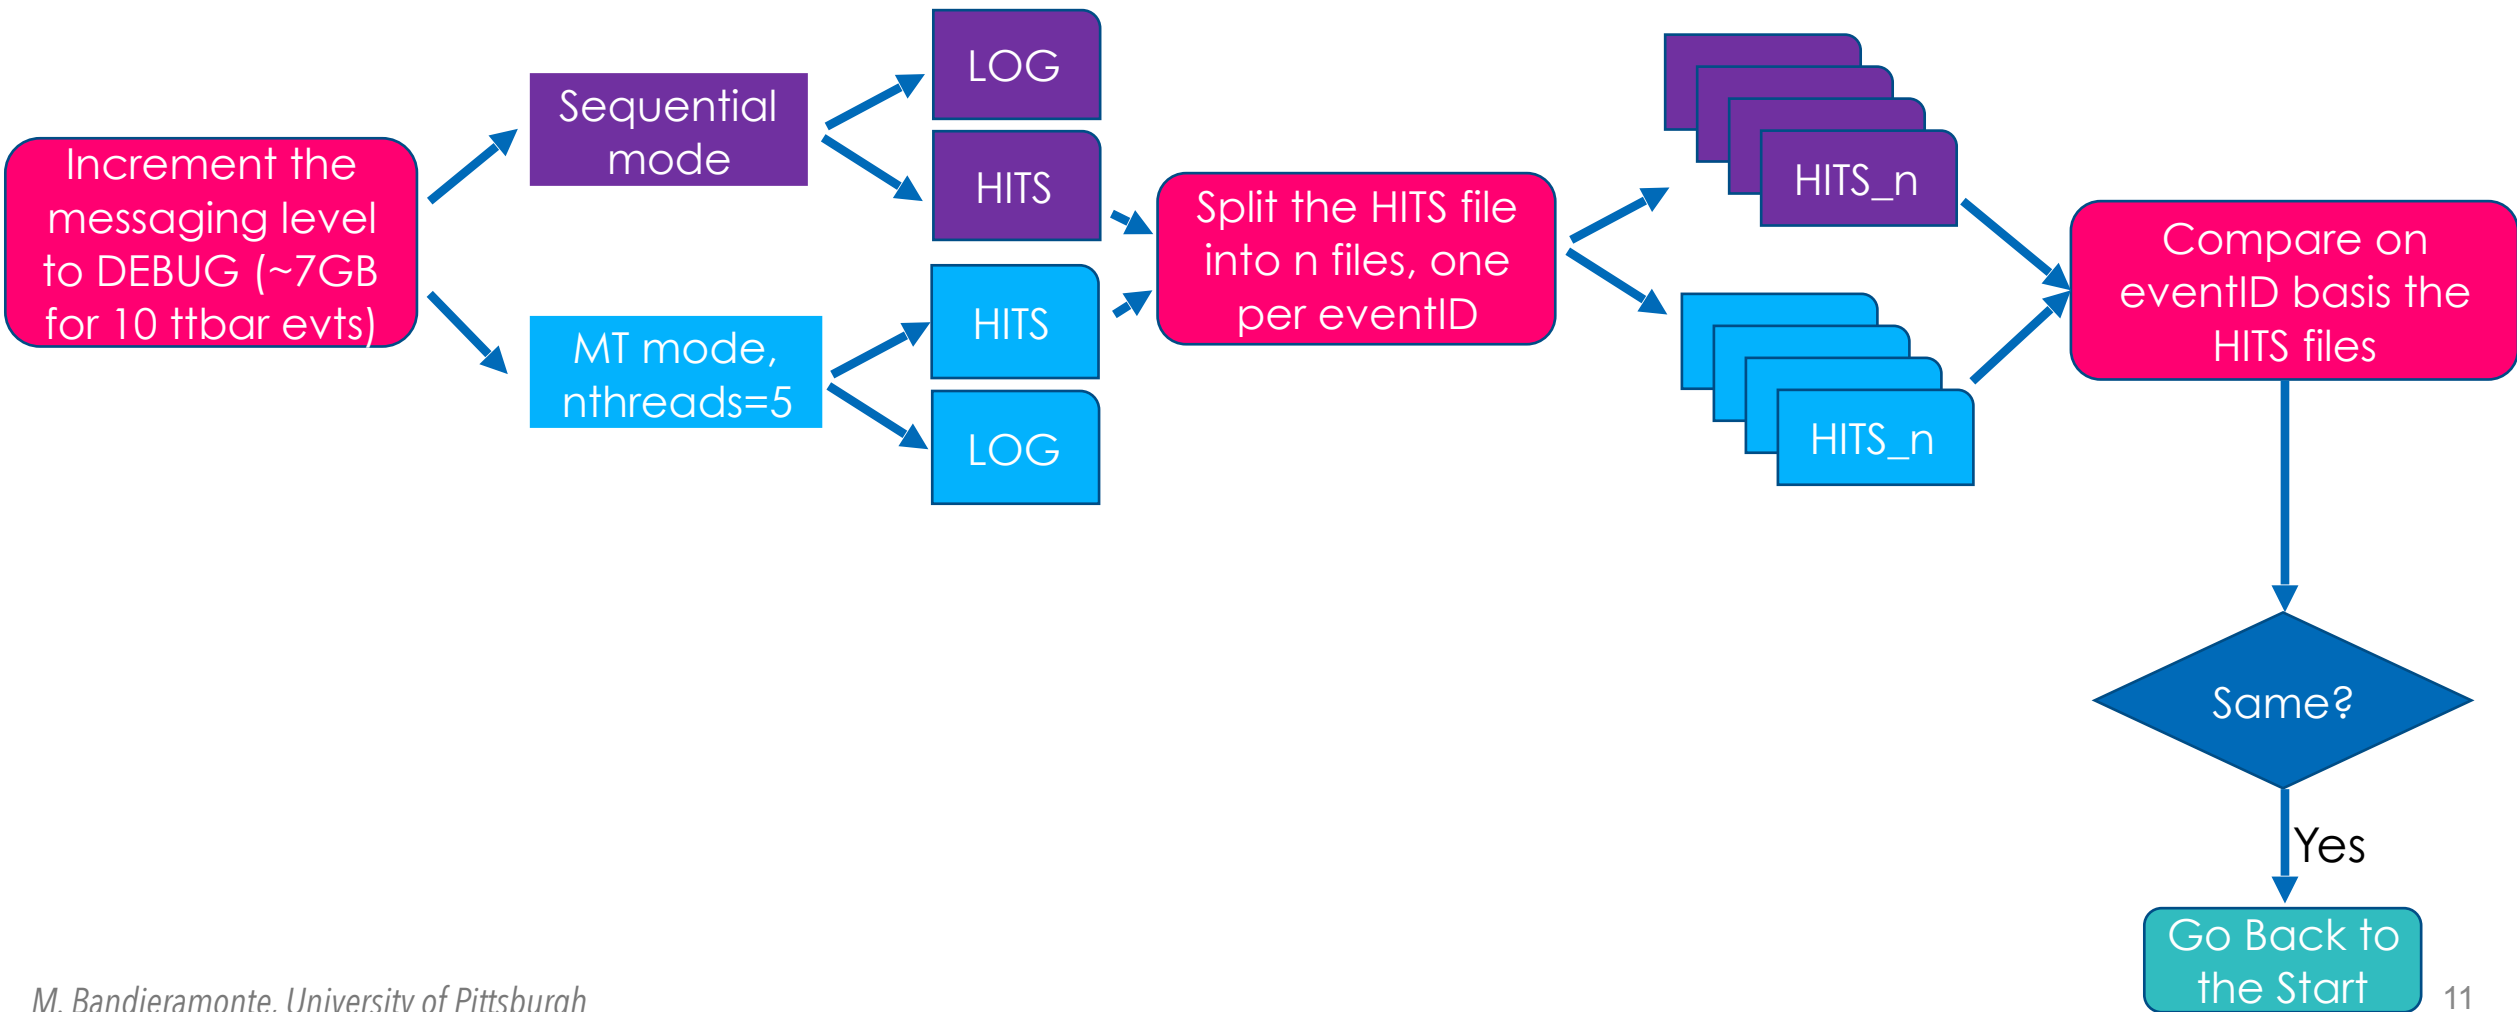 Increment the
messaging level
to DEBUG (~7GB
for 10 ttbar evts)
Sequential
mode
MT mode,
nthreads=5
LOG
HITS
HITS
LOG
Split the HITS file
into n files, one
per eventID
HITS_n
HITS_n
Compare on
eventID basis the
HITS files
Same?
Yes
Go Back to
the Start
M. Bandieramonte, University of Pittsburgh
11